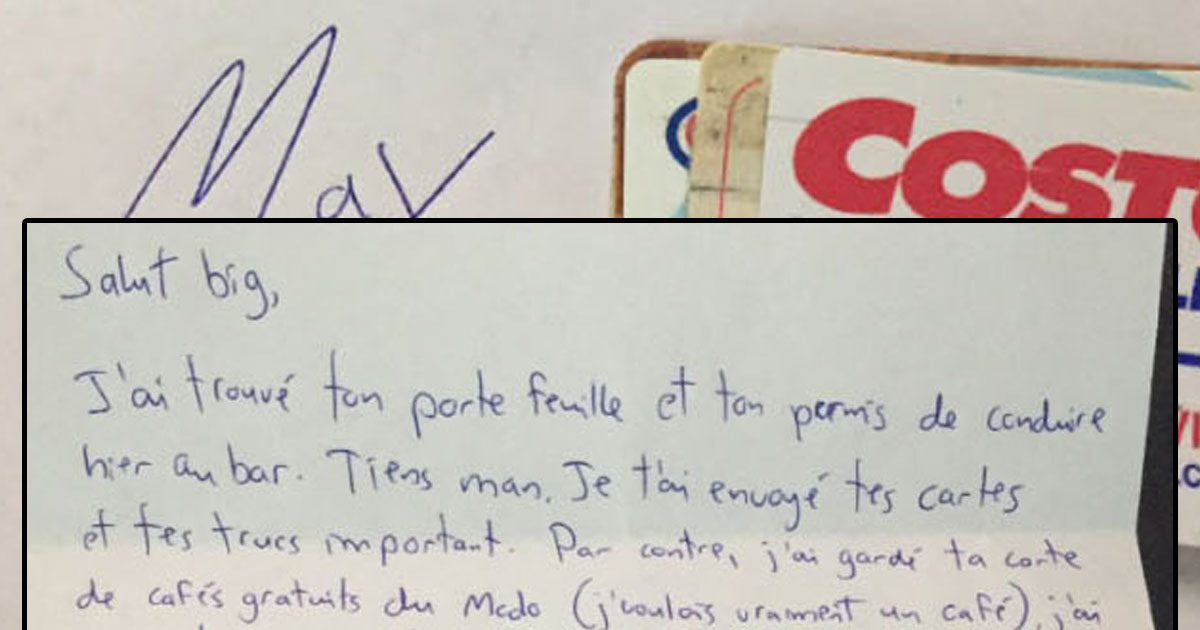 Max
COST
Salut big,
J'ai trouvé ton porte feuille et ton permis de conduire
hier au bar. Tiens man. Je t'ai envoyé tes cartes
et tes trucs important. Par contre, j'ai gardé ta carte
de cafés gratuits du Mcdo (j'voulais vraiment un café), j'ai